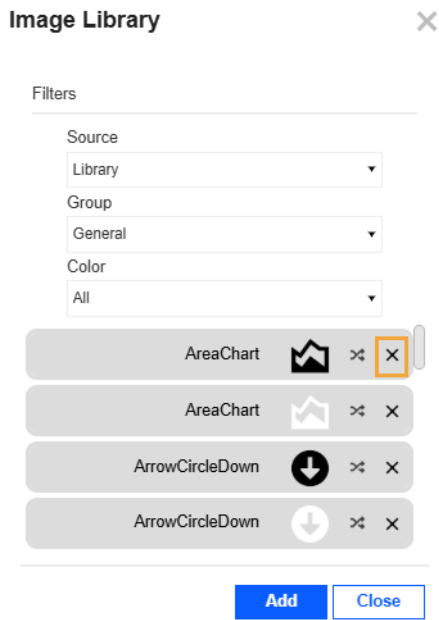 Image Library
Filters
Source
Library
Group
General
Color
All
AreaChart
AreaChart
ArrowCircleDown
ArrowCircleDown
Add Close